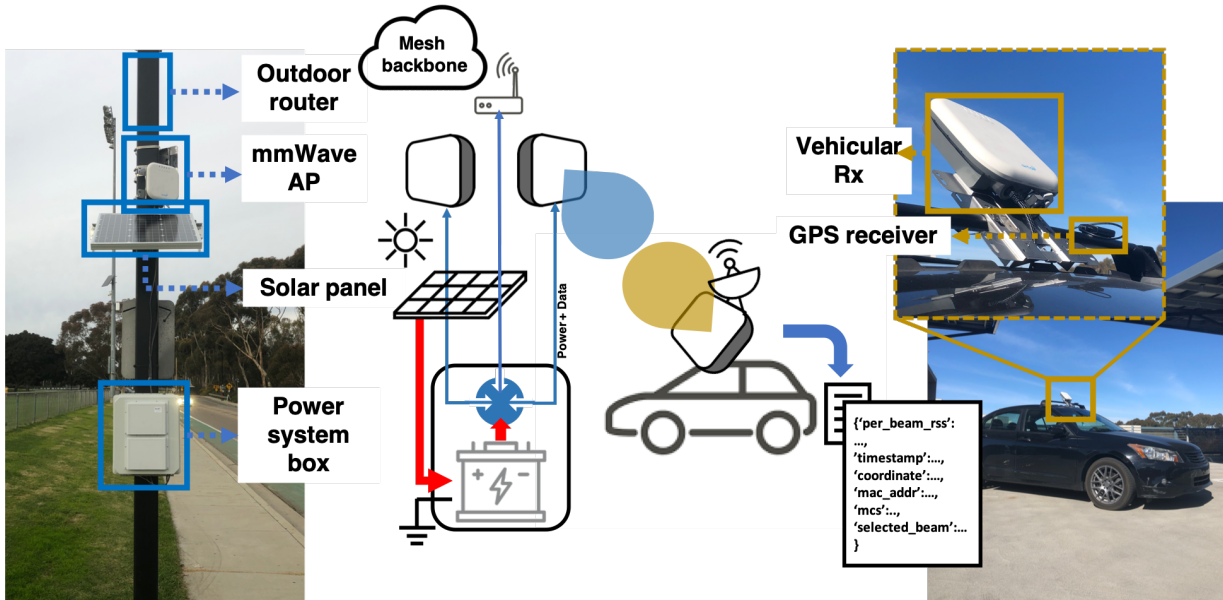 Mesh
backbone
Outdoor
router
mmWave
AP
Solar panel
Power
system
box
Power + Data
Vehicular
Rx
GPS receiver
{‘per_beam_rss’:
…,
'timestamp’:…,
‘coordinate’:…,
‘mac_addr’:…,
‘mcs’:..,
‘selected_beam’:…
}